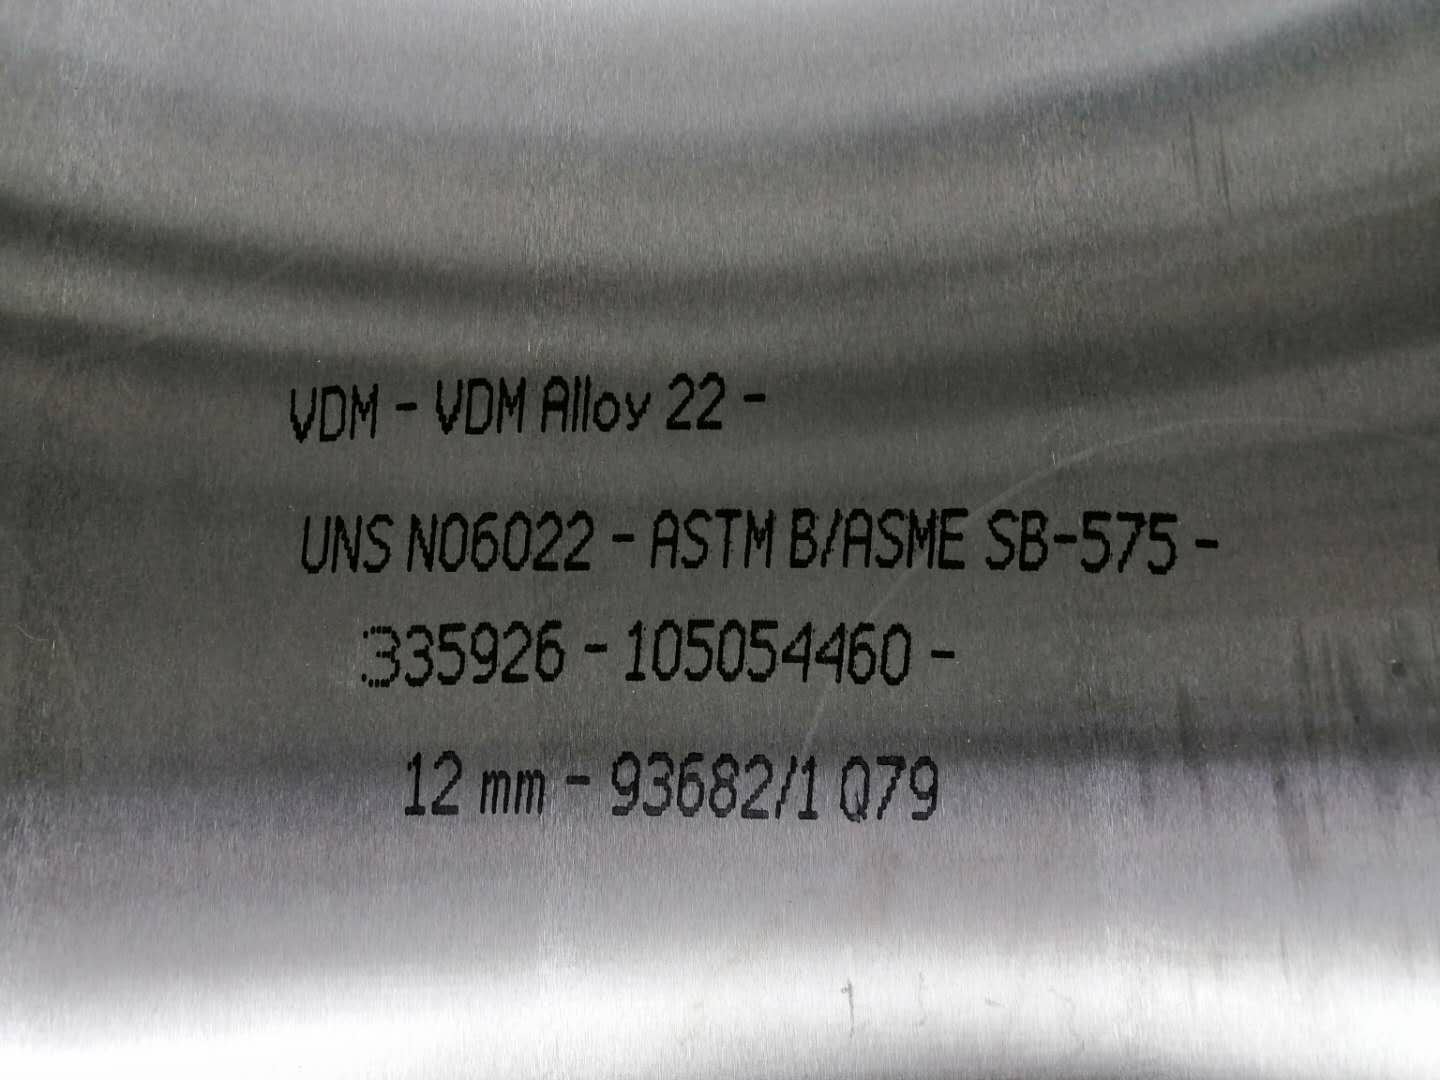 VDM - VDM Alloy 22 -
UNS N06022 - ASTM B/ASME SB-575 -
335926 - 105054460 -
12 mm - 93682/1 Q79